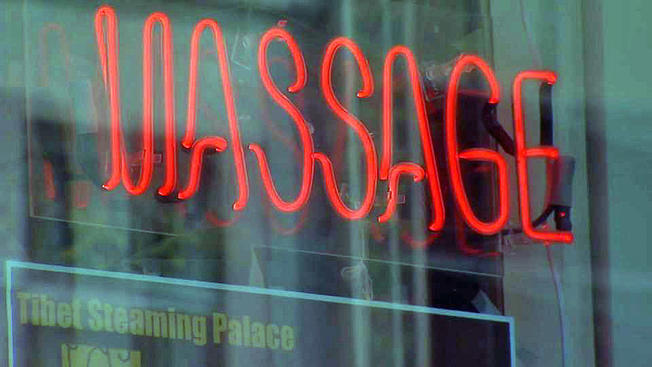 MASSAGE
Tibet Steaming Palace